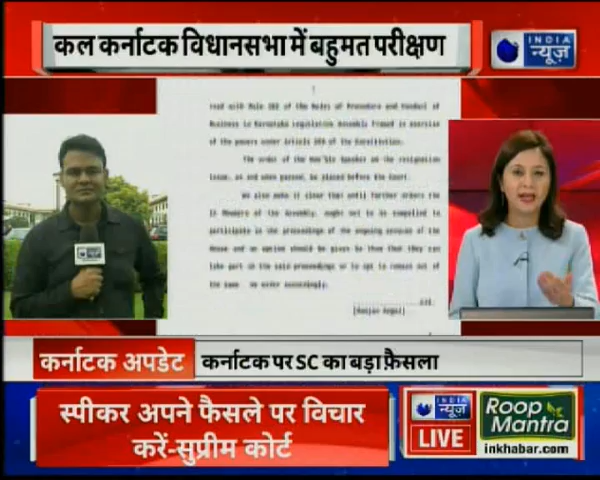 कल कर्नाटक विधानसभा में बहुमत परीक्षण
INDIA
न्यूज़
read with Rule 202 of the Rules of Procedure and Conduct of
Business in Karnataka Legislative Assembly framed in exercise
of the powers under Article 208 of the Constitution.
The order of the Hon'ble Speaker on the resignation
issue, as and when passed, be placed before the Court.
We also make it clear that until further orders the
15 Members of the Assembly, ought not to be compelled to
participate in the proceedings of the ongoing session of the
House and an option should be given to them that they can
take part in the said proceedings or to opt to remain out of
the same. We order accordingly.
[Ranjan Gogoi]
कर्नाटक अपडेट
कर्नाटक पर SC का बड़ा फ़ैसला
स्पीकर अपने फैसले पर विचार
करें-सुप्रीम कोर्ट
INDIA
न्यूज़
LIVE
Roop
Mantra
inkhabar.com